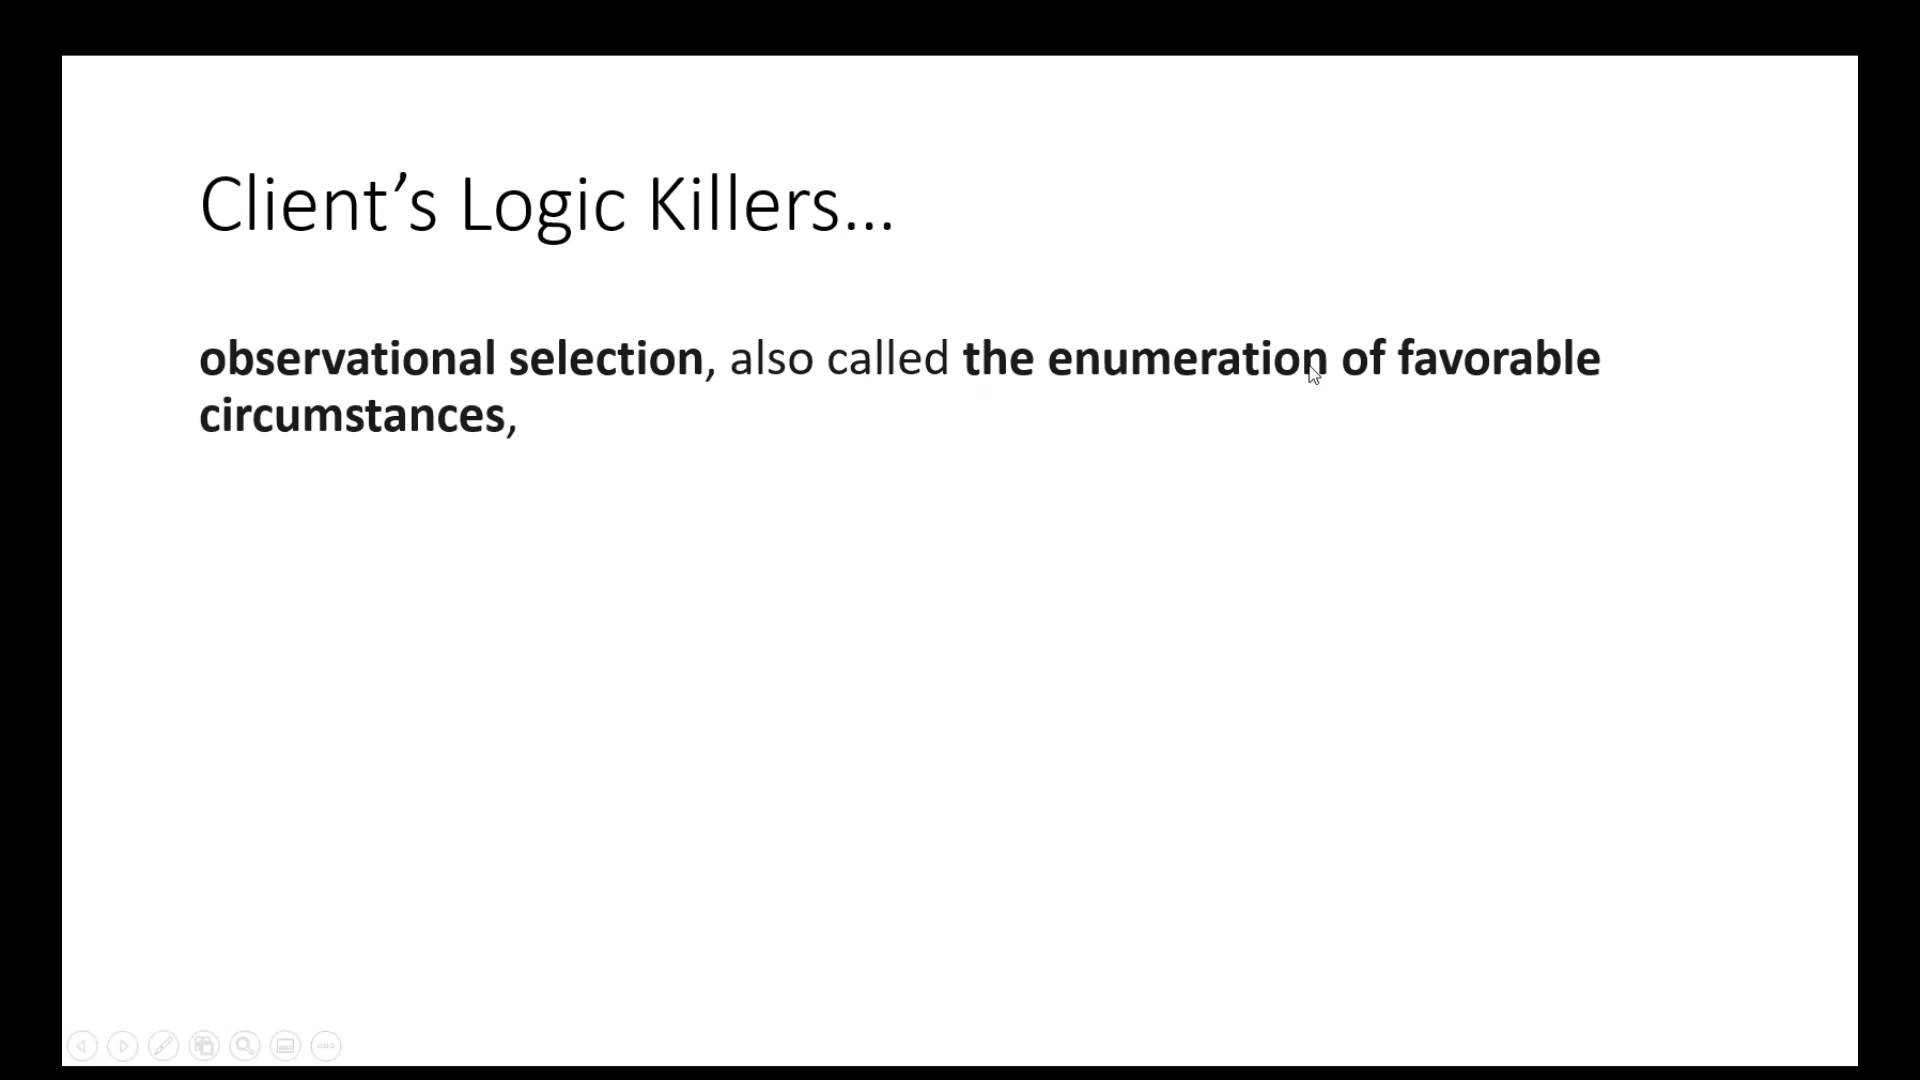 Client’s Logic Killers…
observational selection, also called the enumeration of favorable
circumstances,